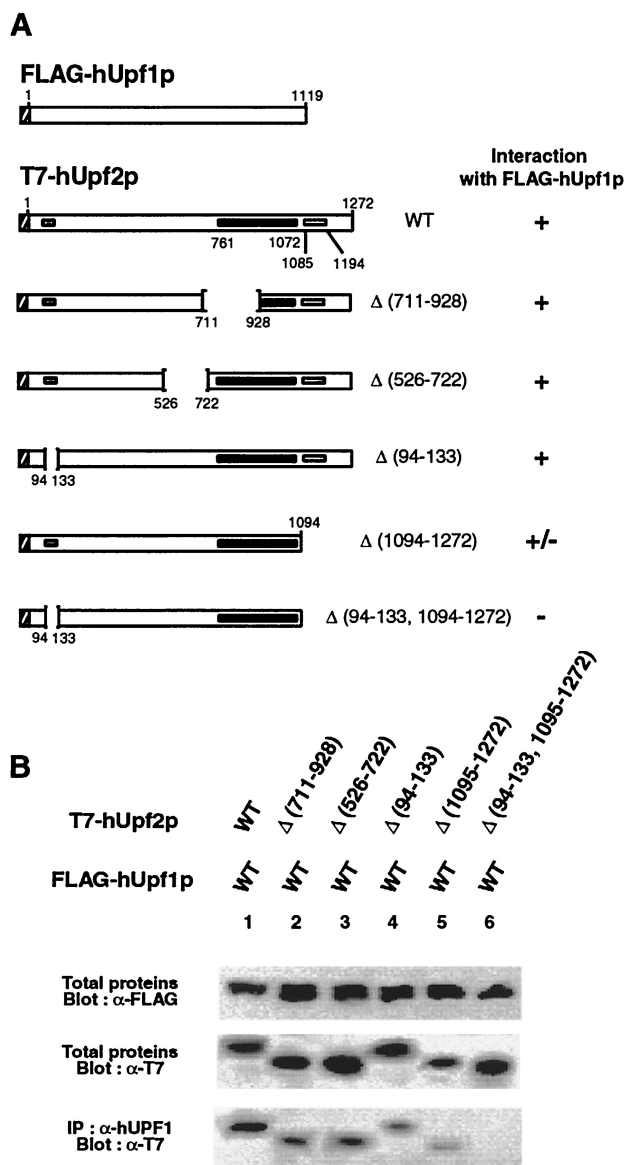 A
FLAG-hUpf1p
1 1119
Interaction
with FLAG-hUpf1p
T7-hUpf2p
1 1272
WT +
761 1072
1085 1194
Δ (711-928) +
711 928
Δ (526-722) +
526 722
Δ (94-133) +
94 133
1094
Δ (1094-1272) +/-
Δ (94-133, 1094-1272) -
94 133
B
T7-hUpf2p WT Δ (711-928) Δ (526-722) Δ (94-133) Δ (1095-1272) Δ (94-133, 1095-1272)
FLAG-hUpf1p WT WT WT WT WT WT
1 2 3 4 5 6
Total proteins
Blot : α-FLAG
Total proteins
Blot : α-T7
IP : α-hUPF1
Blot : α-T7